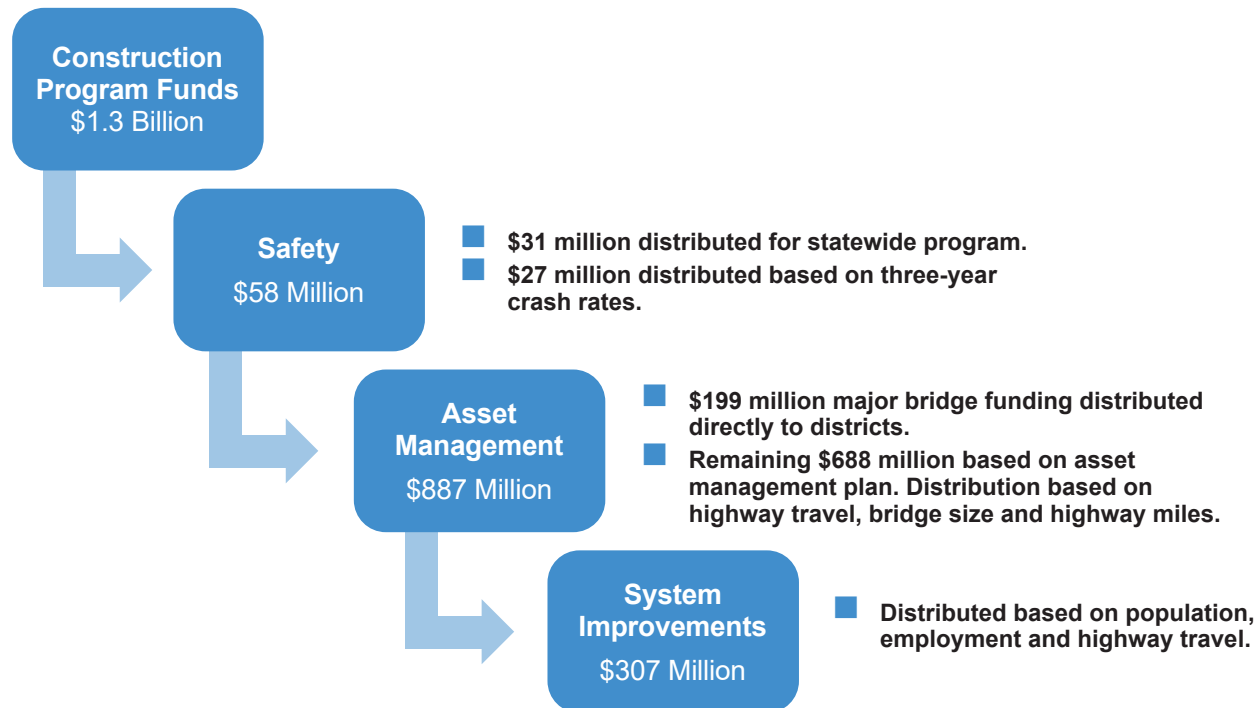 Construction
Program Funds
$1.3 Billion
Safety
$58 Million
$31 million distributed for statewide program.
$27 million distributed based on three-year
crash rates.
Asset
Management
$887 Million
$199 million major bridge funding distributed
directly to districts.
Remaining $688 million based on asset
management plan. Distribution based on
highway travel, bridge size and highway miles.
System
Improvements
$307 Million
Distributed based on population,
employment and highway travel.